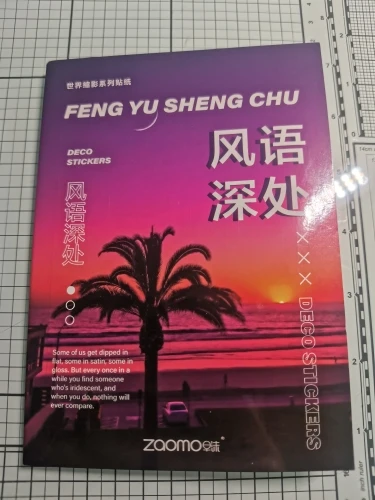 世界缩影系列贴纸
FENG YU SHENG CHU
DECO
STICKERS
风语
深处
风语深处
××× DECO STICKERS
Some of us get dipped in
flat, some in satin, some in
gloss. But every once in a
while you find someone
who's iridescent, and
when you do, nothing will
ever compare.
zaomo